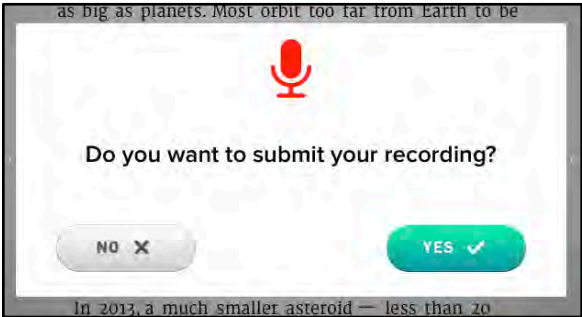 as big as planets. Most orbit too far from Earth to be
Do you want to submit your recording?
NO
YES
In 2013, a much smaller asteroid — less than 20